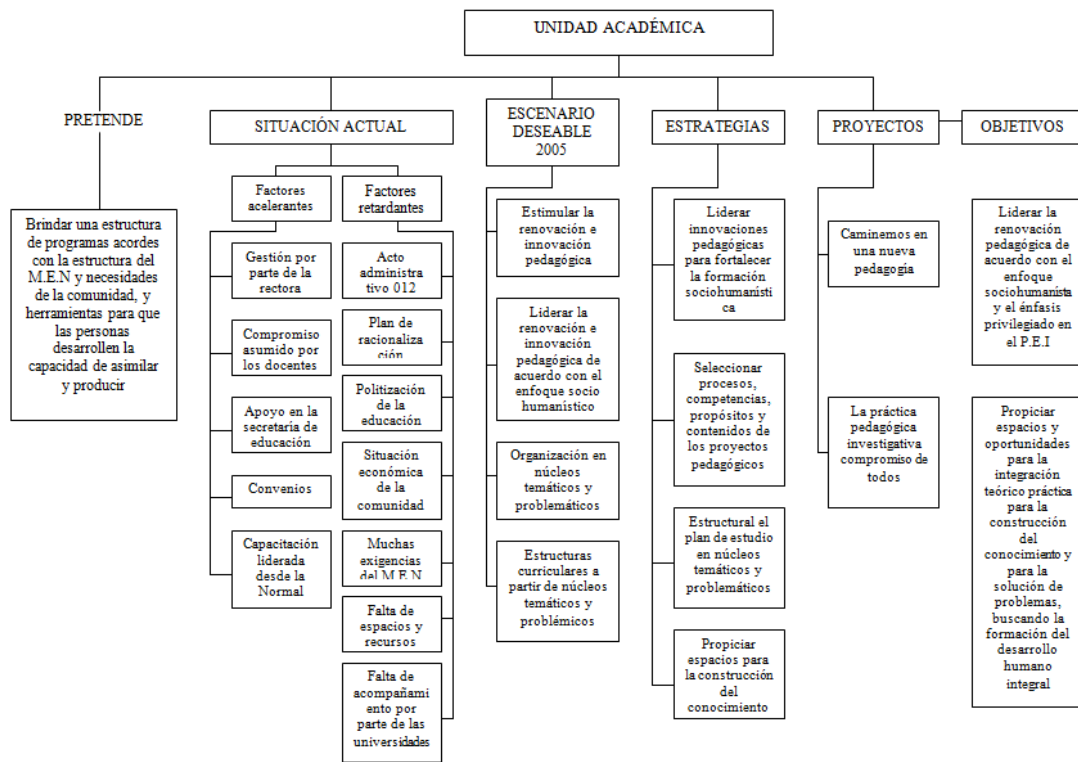 UNIDAD ACADÉMICA
PRETENDE
Brindar una estructura
de programas acordes
con la estructura del
M.E.N y necesidades
de la comunidad, y
herramientas para que
las personas
desarrollen la
capacidad de asimilar
y producir
SITUACIÓN ACTUAL
Factores
acelerantes
Gestión por
parte de la
rectora
Compromiso
asumido por
los docentes
Apoyo en la
secretaría de
educación
Convenios
Capacitación
liderada
desde la
Normal
Factores
retardantes
Acto
administra
tivo 012
Plan de
racionaliza
ción
Politización
de la
educación
Situación
económica
de la
comunidad
Muchas
exigencias
del M.E.N
Falta de
espacios y
recursos
Falta de
acompañami
ento por
parte de las
universidades
ESCENARIO
DESEABLE
2005
Estimular la
renovación e
innovación
pedagógica
Liderar la
renovación e
innovación
pedagógica de
acuerdo con el
enfoque socio
humanístico
Organización en
núcleos
temáticos y
problemáticos
Estructuras
curriculares a
partir de núcleos
temáticos y
problémicos
ESTRATEGIAS
Liderar
innovaciones
pedagógicas
para fortalecer
la formación
sociohumanísti
ca
Seleccionar
procesos,
competencias,
propósitos y
contenidos de
los proyectos
pedagógicos
Estructural el
plan de estudio
en núcleos
temáticos y
problemáticos
Propiciar
espacios para
la construcción
del
conocimiento
PROYECTOS
Caminemos en
una nueva
pedagogía
La práctica
pedagógica
investigativa
compromiso de
todos
OBJETIVOS
Liderar la
renovación
pedagógica de
acuerdo con el
enfoque
sociohumanista
y el énfasis
privilegiado en
el P.E.I
Propiciar
espacios y
oportunidades
para la
integración
teórico práctica
para la
construcción
del
conocimiento y
para la
solución de
problemas,
buscando la
formación del
desarrollo
humano
integral